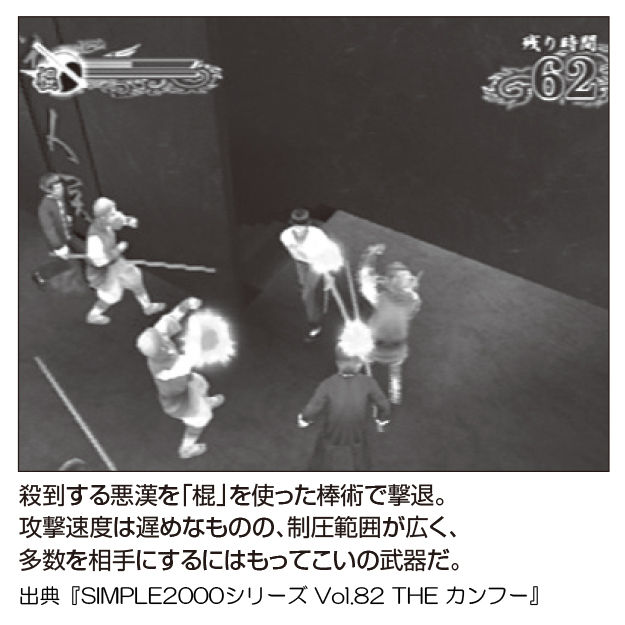 残り時間
62
棍
殺到する悪漢を「棍」を使った棒術で撃退。
攻撃速度は遅めなものの、制圧範囲が広く、
多数を相手にするにはもってこいの武器だ。
出典『SIMPLE2000シリーズ Vol.82 THE カンフー』